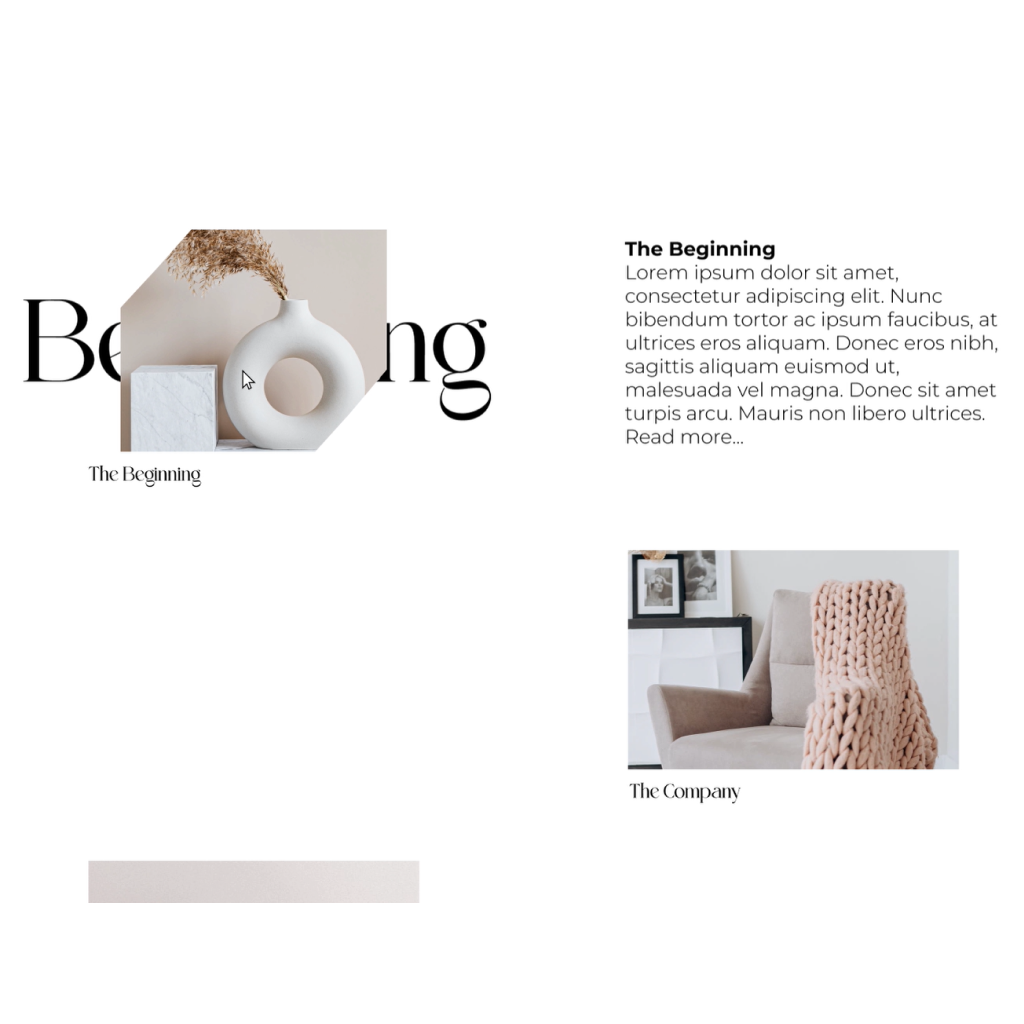 Be ng
The Beginning
The Beginning
Lorem ipsum dolor sit amet,
consectetur adipiscing elit. Nunc
bibendum tortor ac ipsum faucibus, at
ultrices eros aliquam. Donec eros nibh,
sagittis aliquam euismod ut,
malesuada vel magna. Donec sit amet
turpis arcu. Mauris non libero ultrices.
Read more...
The Company